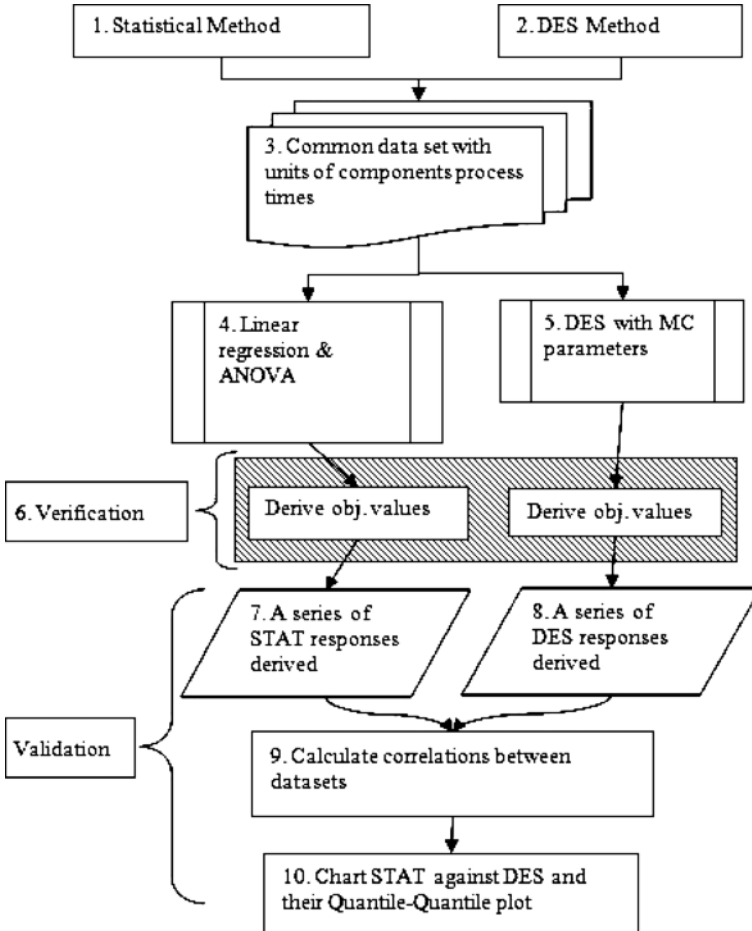 1. Statistical Method
2. DES Method
3. Common data set with
units of components process
times
4. Linear
regression &
ANOVA
5. DES with MC
parameters
6. Verification
Derive obj. values
Derive obj. values
7. A series of
STAT responses
derived
8. A series of
DES responses
derived
Validation
9. Calculate correlations between
datasets
10. Chart STAT against DES and
their Quantile-Quantile plot